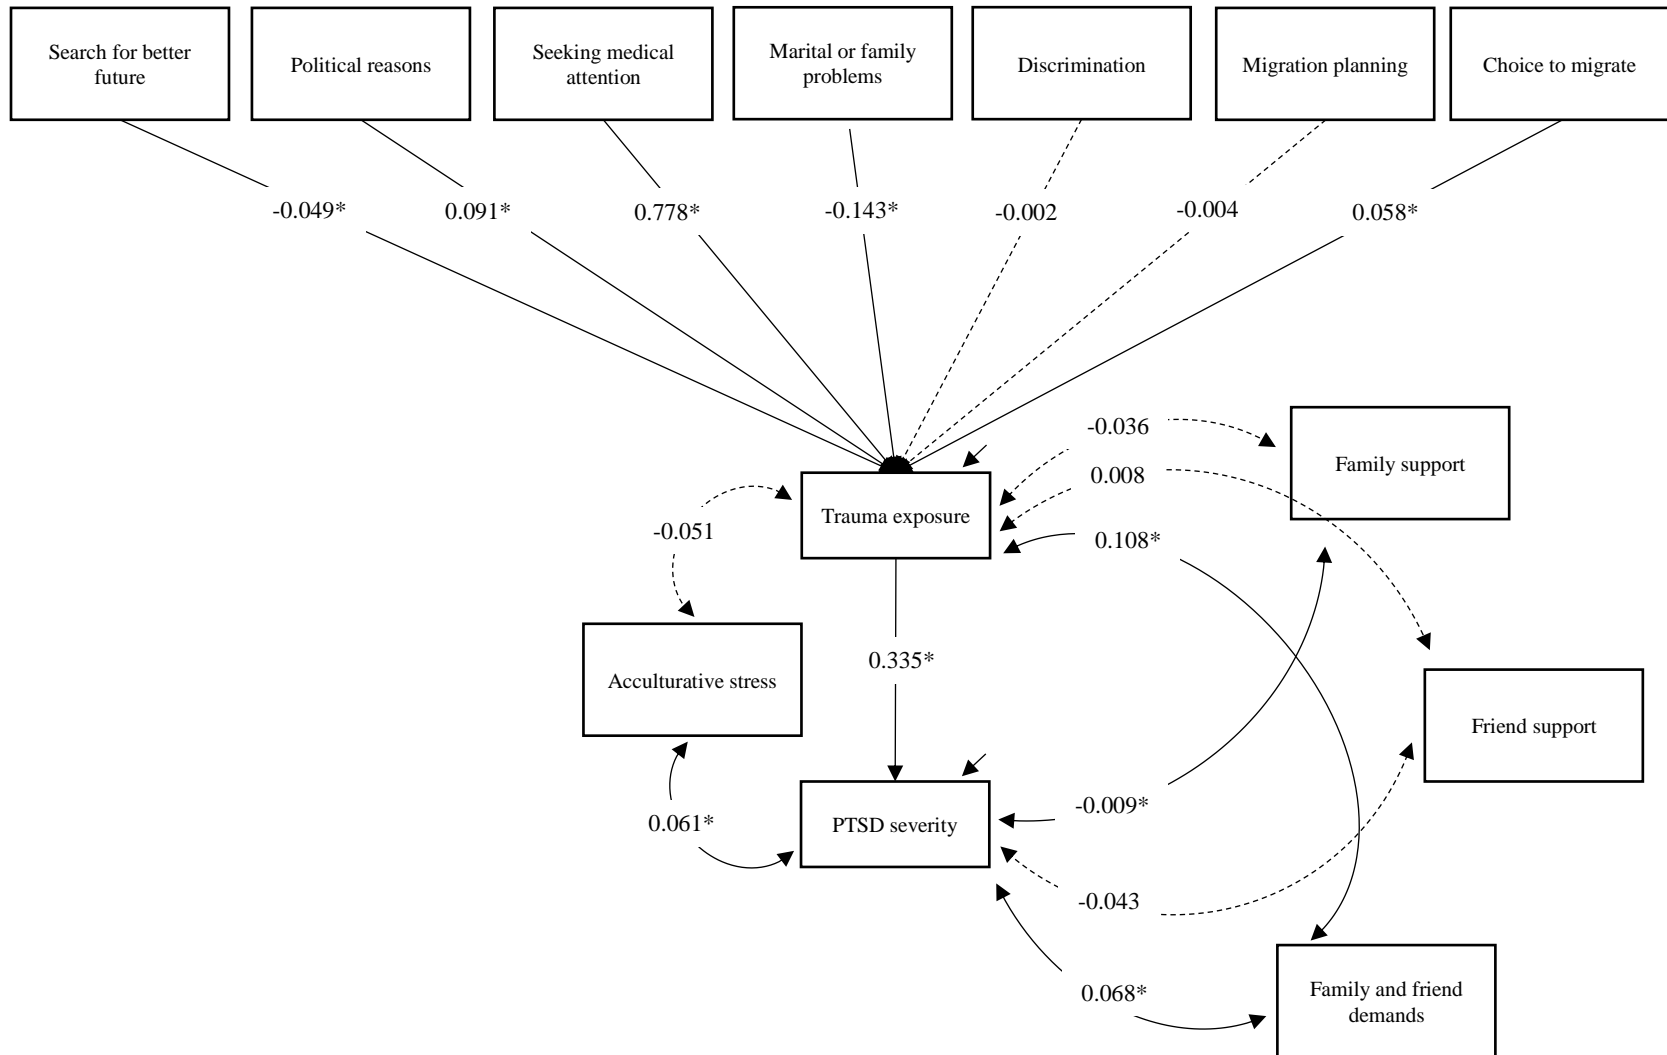 Search for better
future
Political reasons
Seeking medical
attention
Marital or family
problems
Discrimination
Migration planning
Choice to migrate
-0.049*
0.091*
0.778*
-0.143*
-0.002
-0.004
0.058*
-0.036
Family support
0.008
Trauma exposure
-0.051
0.108*
0.335*
Acculturative stress
Friend support
-0.009*
0.061*
PTSD severity
-0.043
0.068*
Family and friend
demands